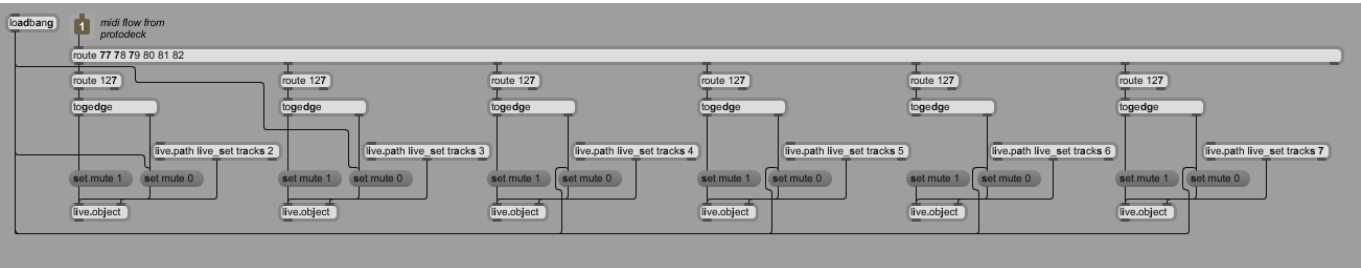 loadbang
1
midi flow from
protodeck
route 77 78 79 80 81 82
route 127 route 127 route 127 route 127 route 127 route 127
togedge togedge togedge togedge togedge togedge
live.path live_set tracks 2 live.path live_set tracks 3 live.path live_set tracks 4 live.path live_set tracks 5 live.path live_set tracks 6 live.path live_set tracks 7
set mute 1 set mute 0 set mute 1 set mute 0 set mute 1 set mute 0 set mute 1 set mute 0 set mute 1 set mute 0 set mute 1 set mute 0
live.object live.object live.object live.object live.object live.object